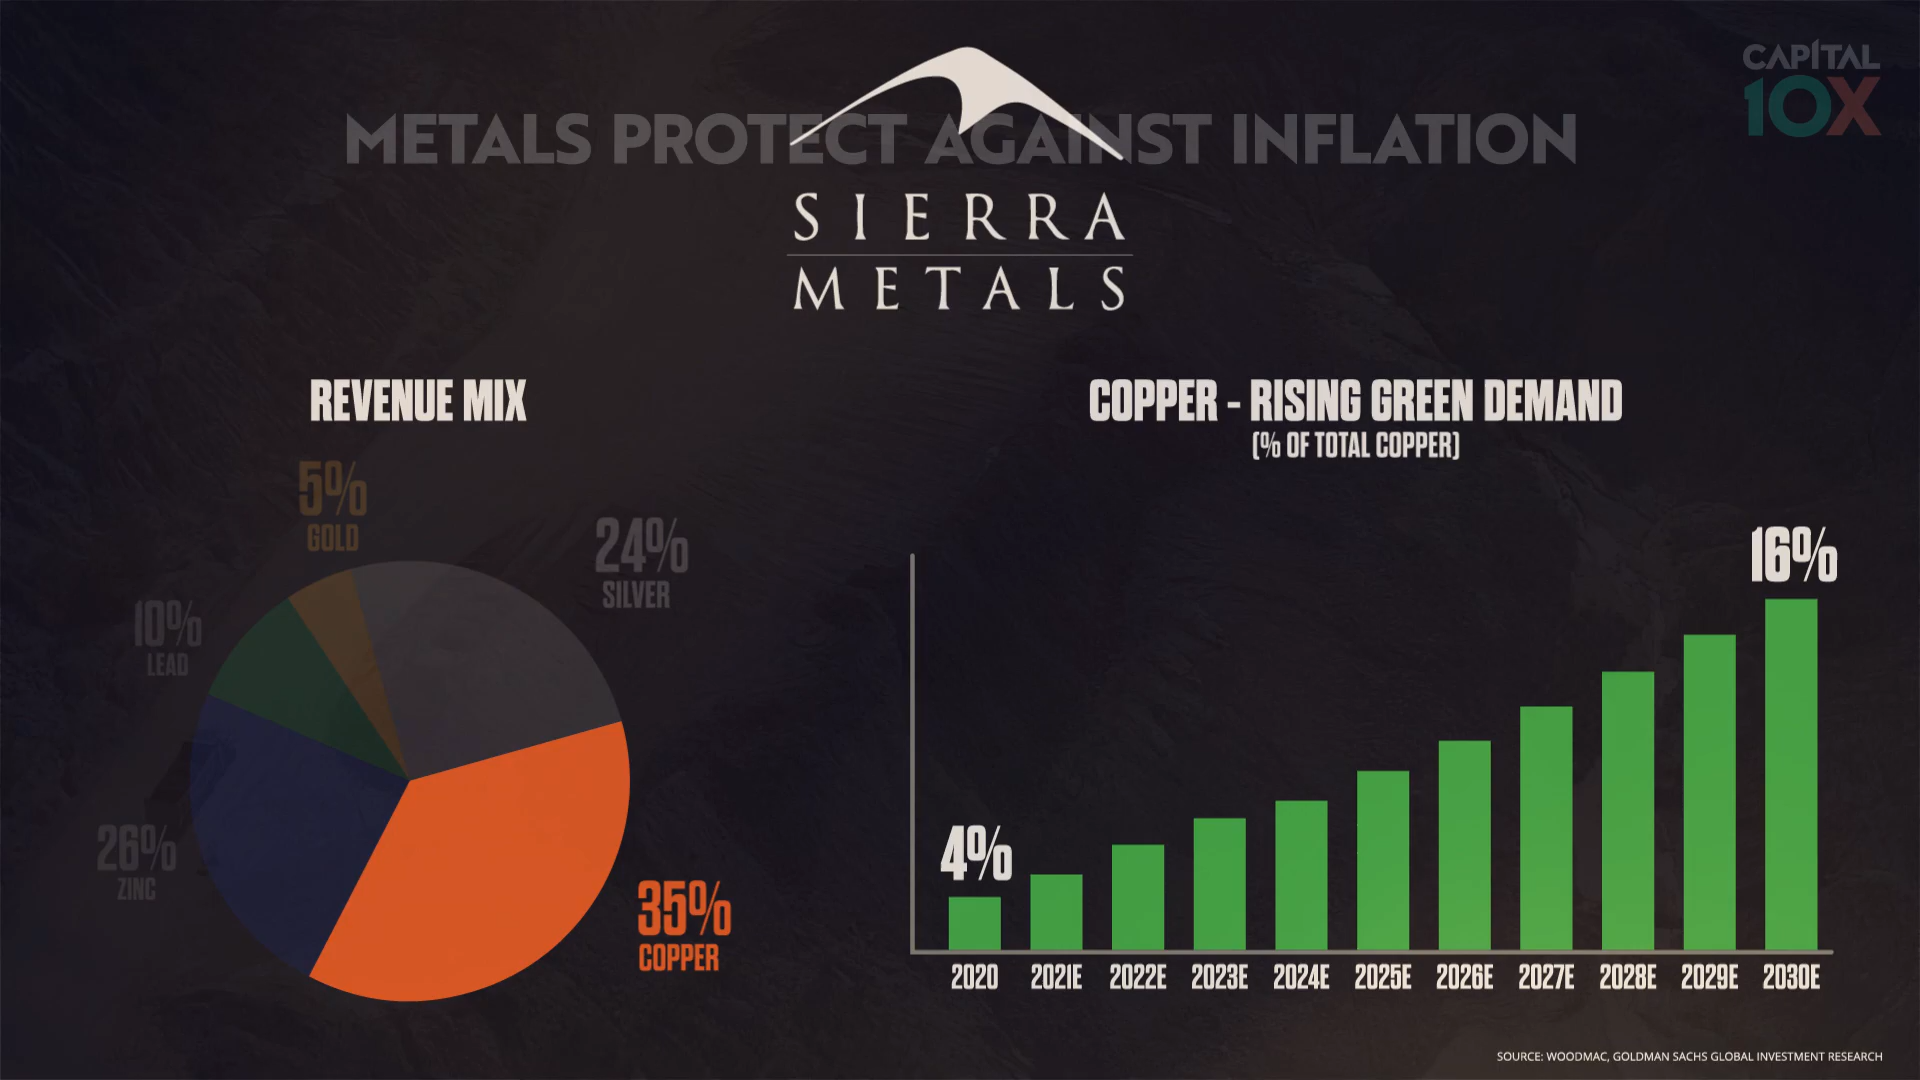 CAPITAL
10X
METALS PROTECT AGAINST INFLATION
SIERRA
METALS
REVENUE MIX
5%
GOLD
24%
SILVER
10%
LEAD
26%
ZINC
35%
COPPER
COPPER - RISING GREEN DEMAND
(% OF TOTAL COPPER)
16%
4%
2020 2021E 2022E 2023E 2024E 2025E 2026E 2027E 2028E 2029E 2030E
SOURCE: WOODMAC, GOLDMAN SACHS GLOBAL INVESTMENT RESEARCH